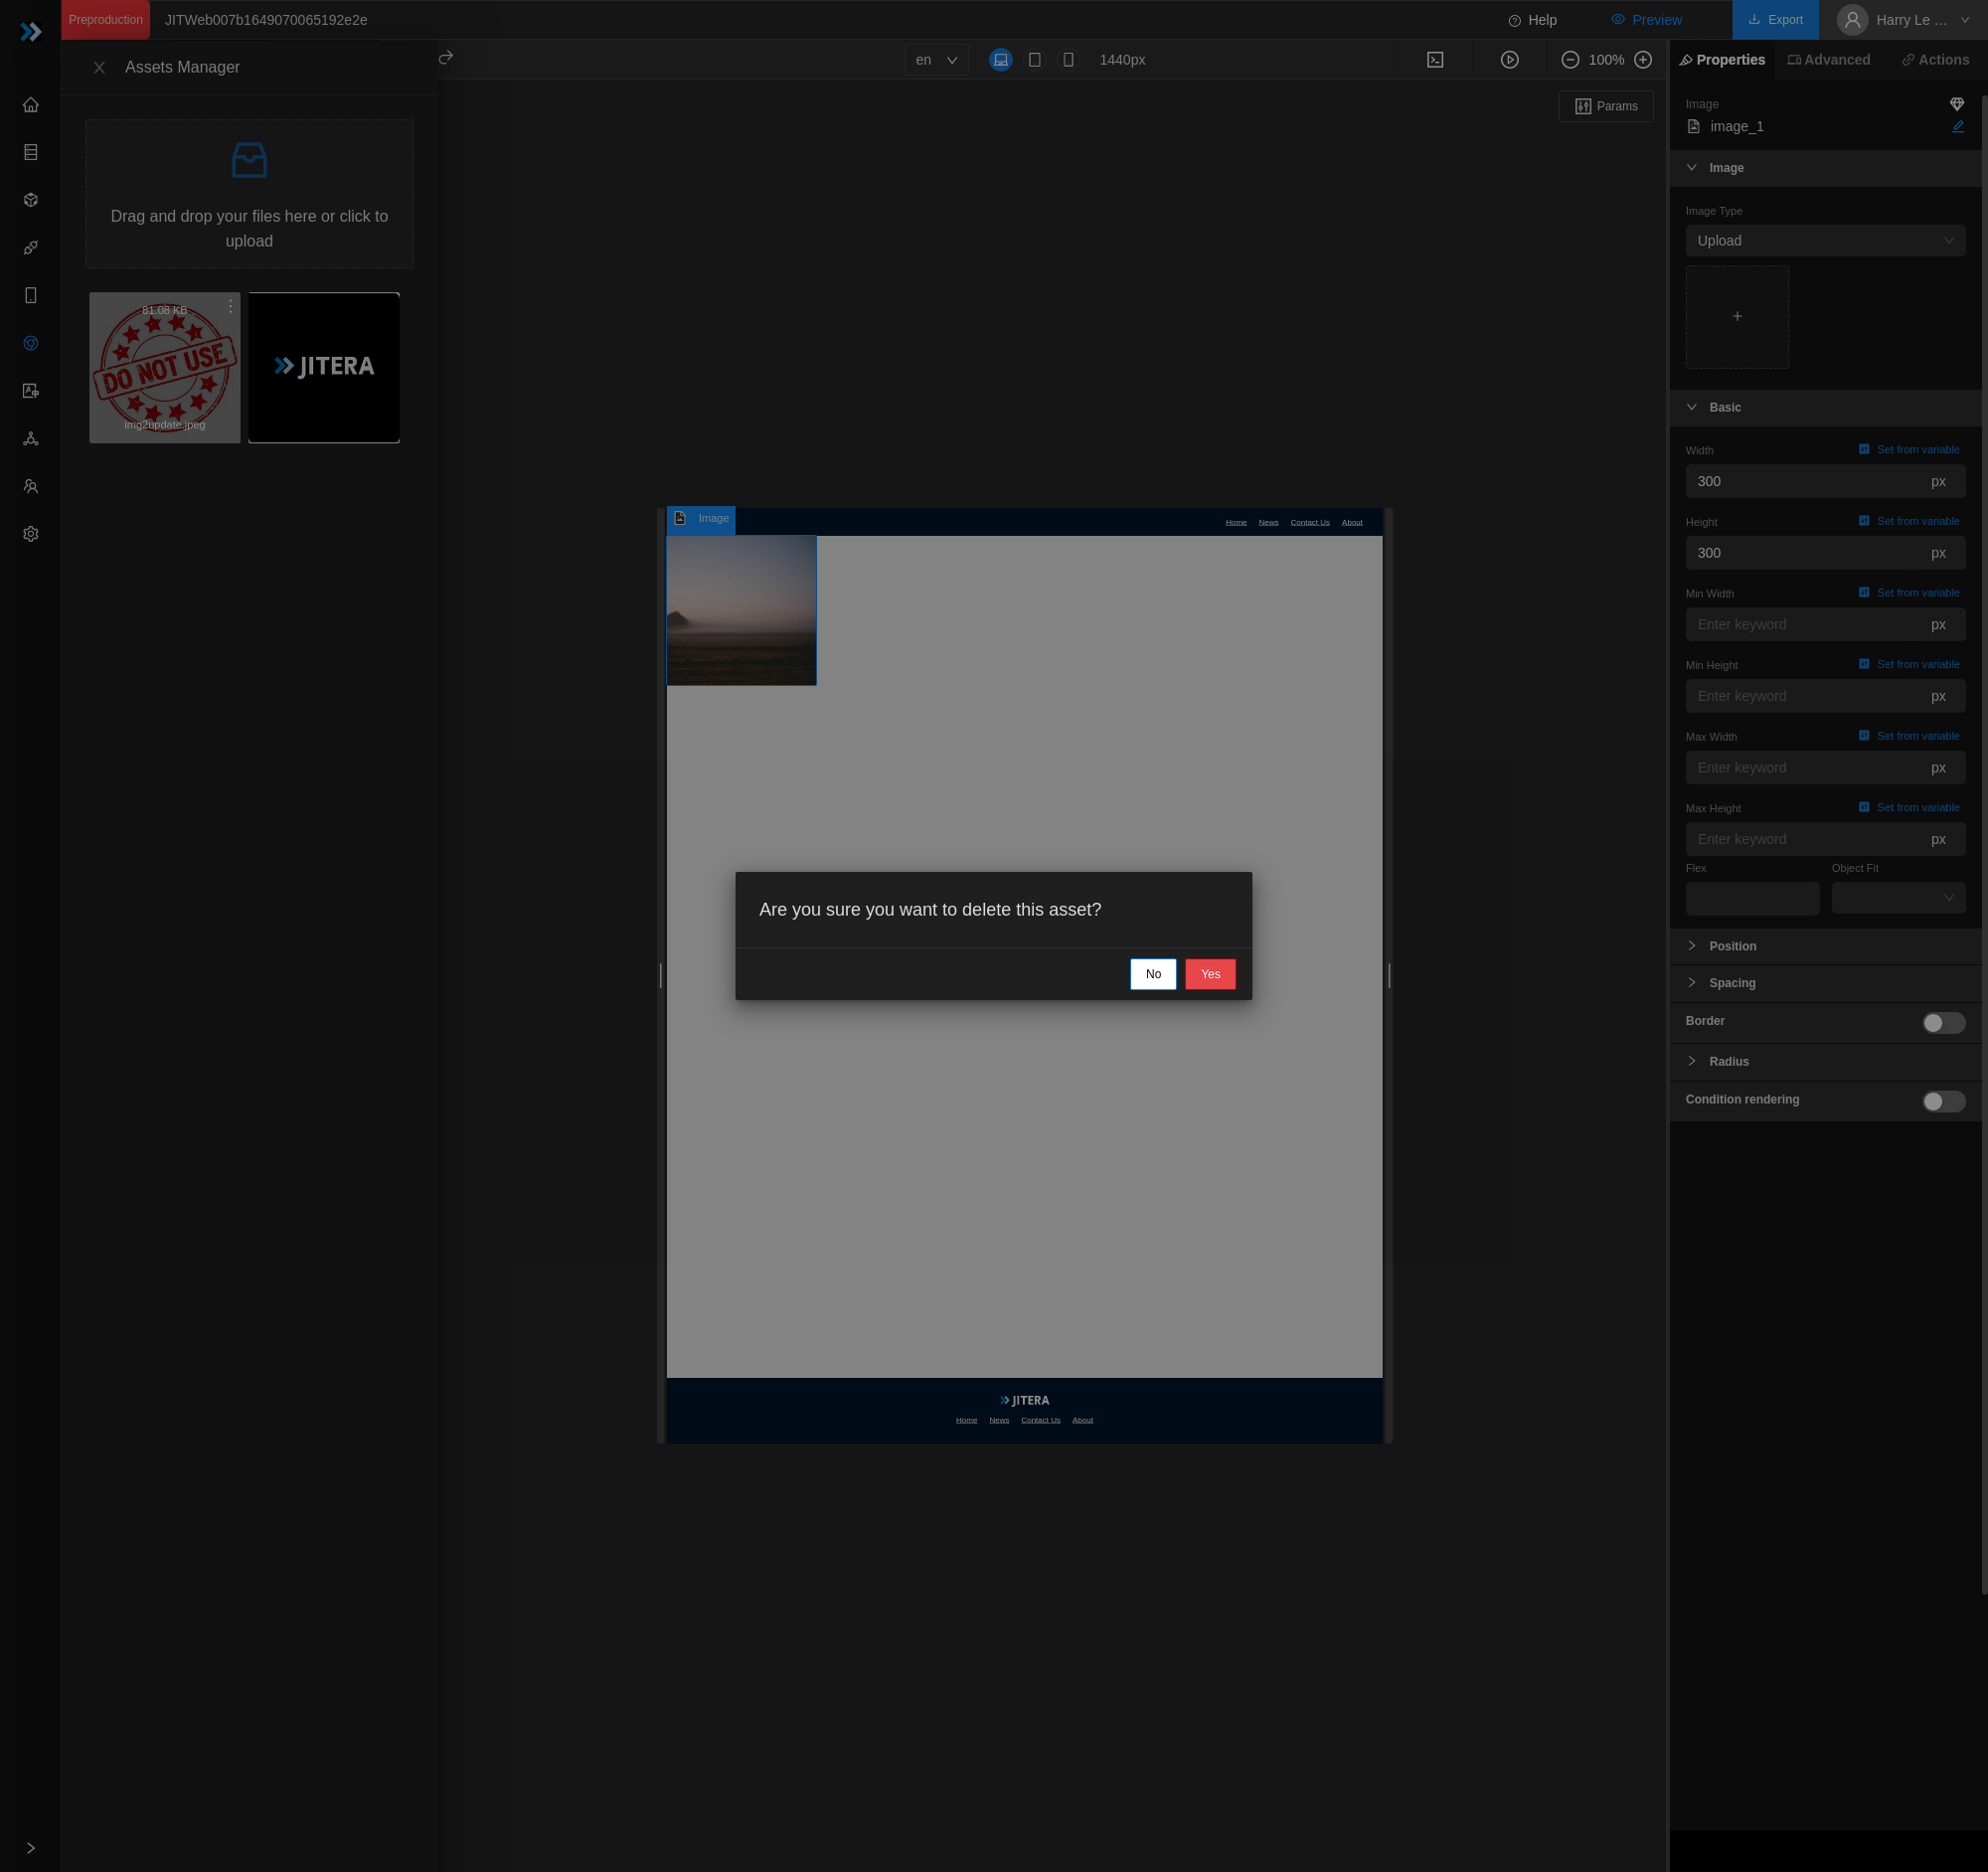 Preproduction
JITWeb007b1649070065192e2e
Help
Preview
Export
Harry Le ...
Assets Manager
en
1440px
100%
Properties
Advanced
Actions
Params
Drag and drop your files here or click to
upload
81.08 KB
DO NOT USE
img2update.jpeg
JITERA
Image
image_1
Image
Image Type
Upload
Basic
Width
Set from variable
300
px
Height
Set from variable
300
px
Min Width
Set from variable
Enter keyword
px
Min Height
Set from variable
Enter keyword
px
Max Width
Set from variable
Enter keyword
px
Max Height
Set from variable
Enter keyword
px
Flex
Object Fit
Position
Spacing
Border
Radius
Condition rendering
Image
Home
News
Contact Us
About
Are you sure you want to delete this asset?
No
Yes
JITERA
Home
News
Contact Us
About